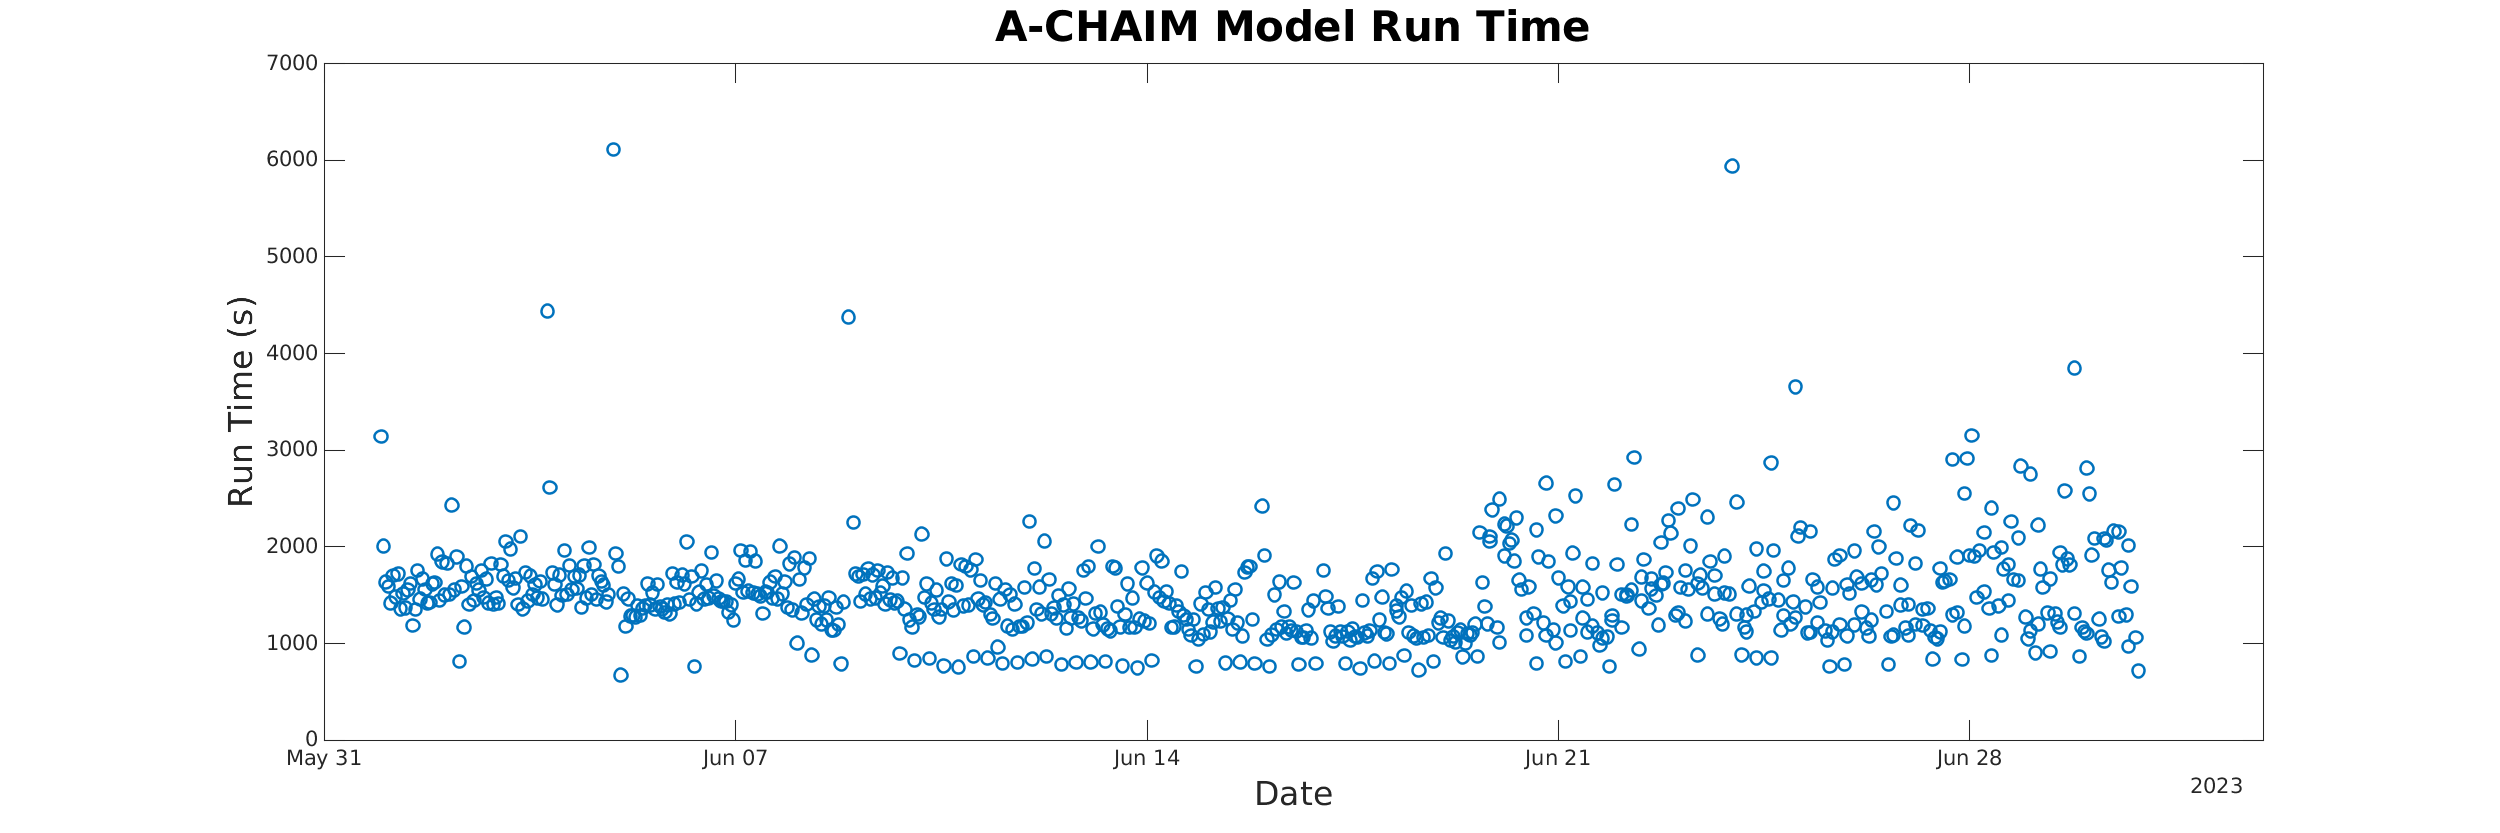 A-CHAIM Model Run Time
7000
6000
5000
4000
3000
2000
1000
0
Run Time (s)
May 31 Jun 07 Jun 14 Jun 21 Jun 28
2023
Date